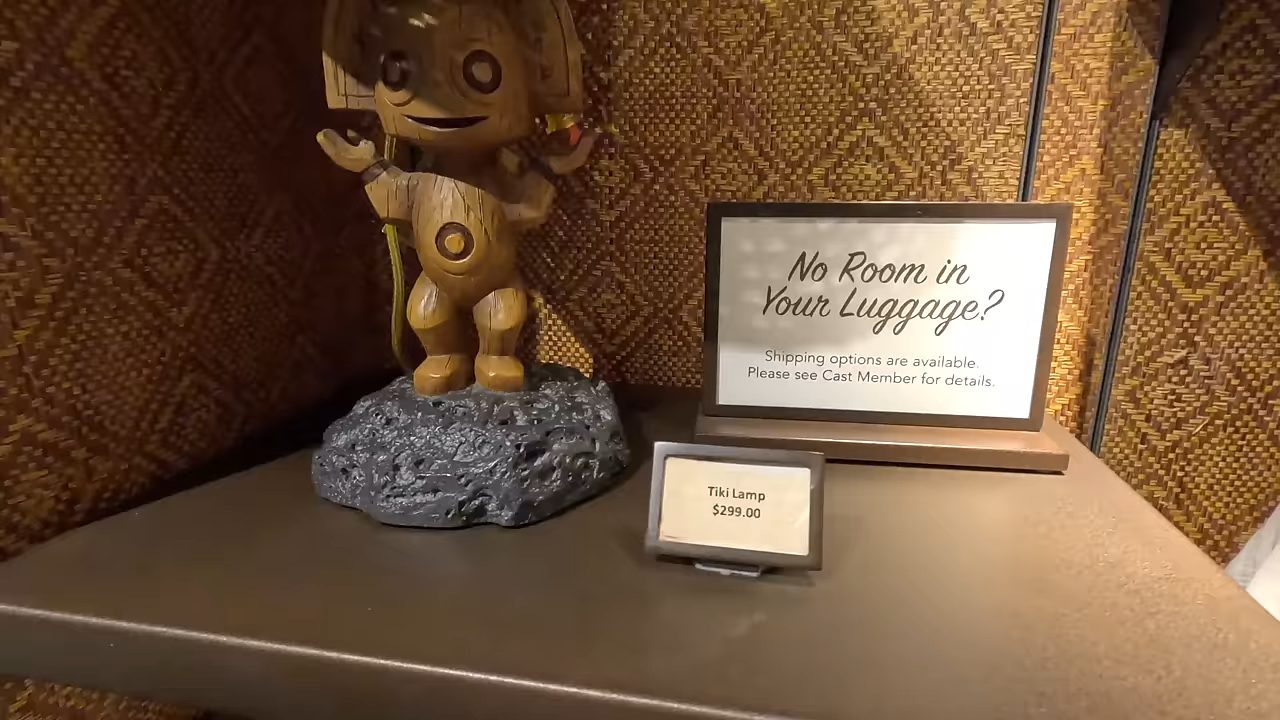 No Room in
Your Luggage?
Shipping options are available.
Please see Cast Member for details.
Tiki Lamp
$299.00